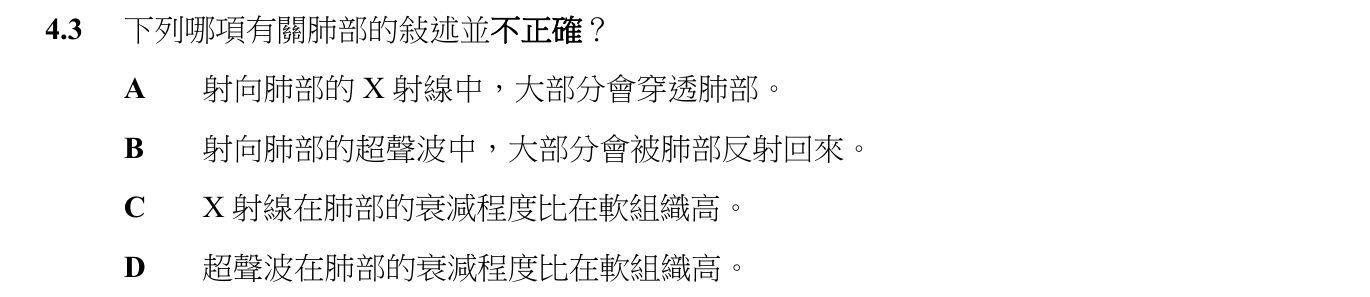 4.3 下列哪項有關肺部的敍述並不正確？
A 射向肺部的 X 射線中，大部分會穿透肺部。
B 射向肺部的超聲波中，大部分會被肺部反射回來。
C X 射線在肺部的衰減程度比在軟組織高。
D 超聲波在肺部的衰減程度比在軟組織高。